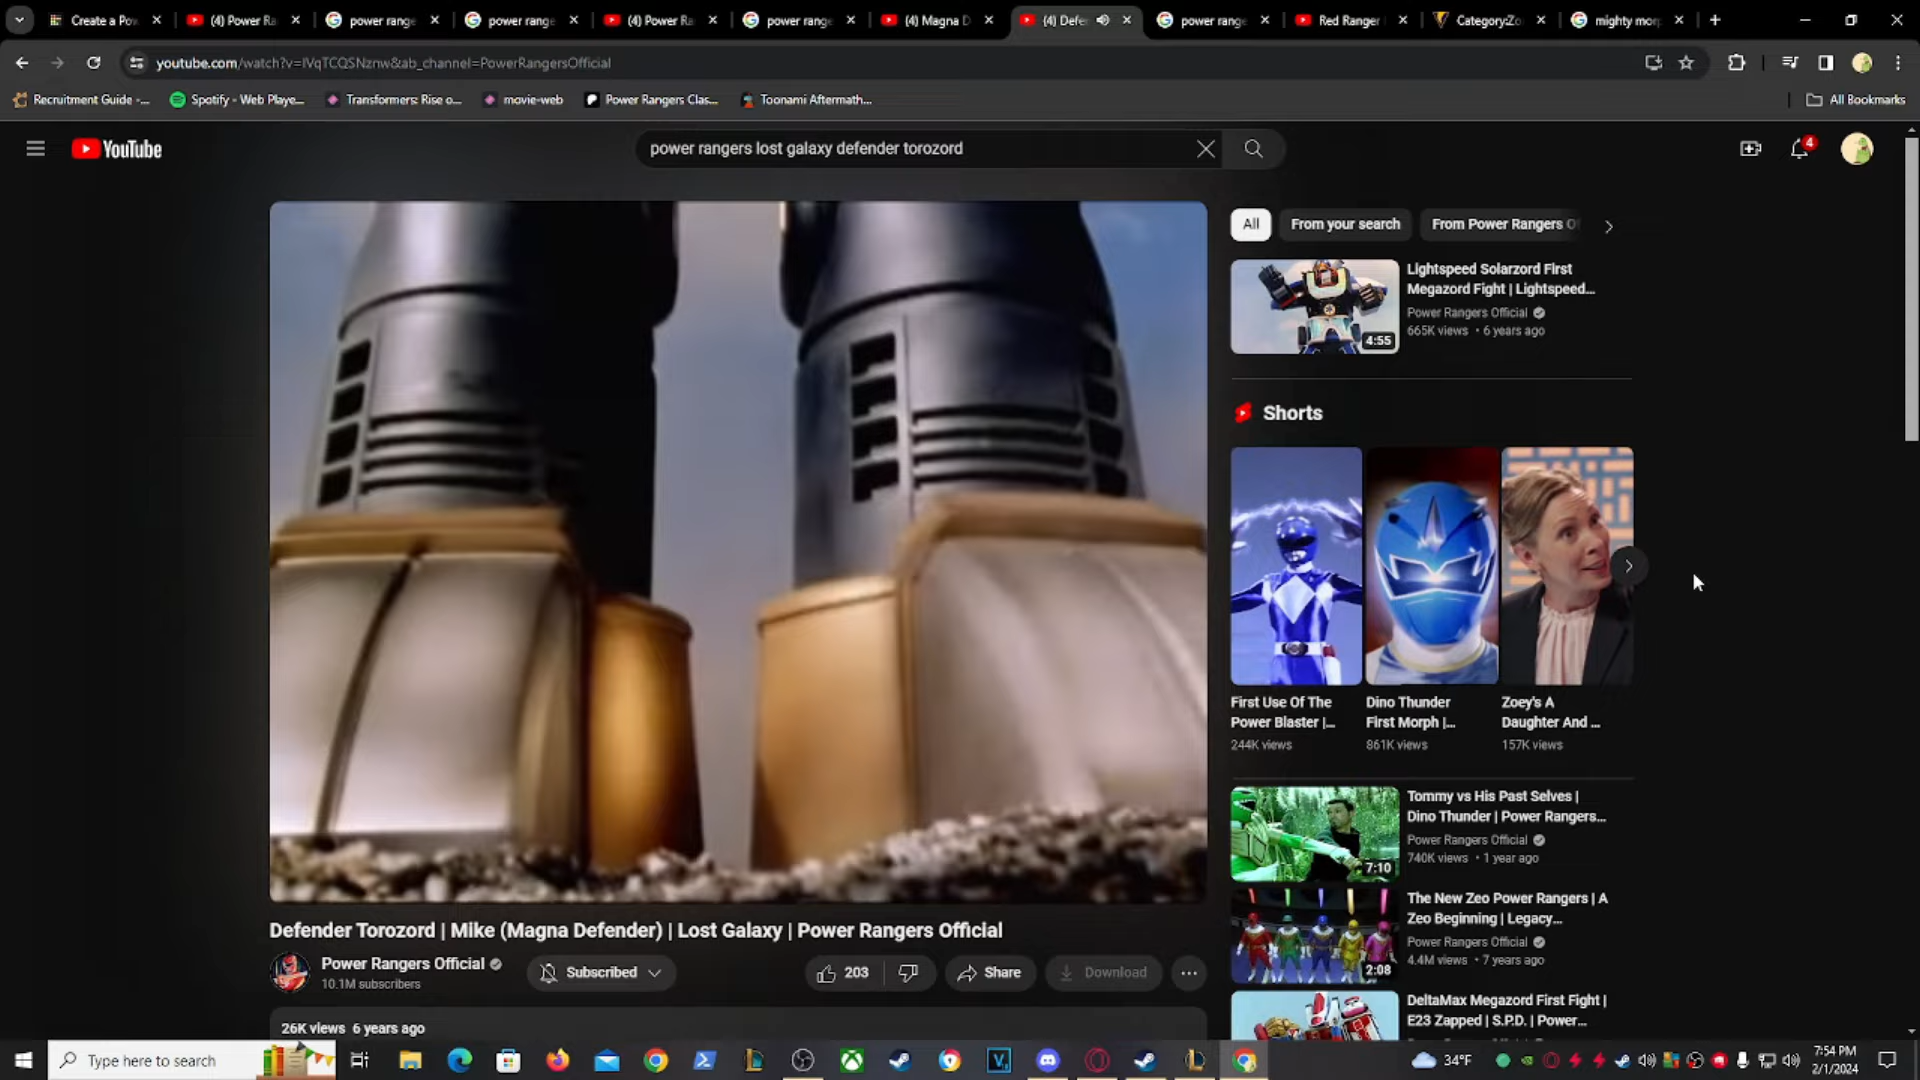 Create a Pow
(4) Power Ra
power range
power range
(4) Power Ra
power range
(4) Magna D
(4) Defe
power range
Red Ranger
Category:Zo
mighty mor
youtube.com/watch?v=IVqTCQSNznw&ab_channel=PowerRangersOfficial
Recruitment Guide -...
Spotify - Web Playe...
Transformers: Rise o...
movie-web
Power Rangers Clas...
Toonami Aftermath...
All Bookmarks
YouTube
power rangers lost galaxy defender torozord
4
All
From your search
From Power Rangers O
Lightspeed Solarzord First
Megazord Fight | Lightspeed...
Power Rangers Official
665K views • 6 years ago
4:55
Shorts
First Use Of The
Power Blaster |...
244K views
Dino Thunder
First Morph |...
861K views
Zoey's A
Daughter And ...
157K views
Tommy vs His Past Selves |
Dino Thunder | Power Rangers...
Power Rangers Official
740K views • 1 year ago
7:10
The New Zeo Power Rangers | A
Zeo Beginning | Legacy...
Power Rangers Official
4.4M views • 7 years ago
2:08
DeltaMax Megazord First Fight |
E23 Zapped | S.P.D. | Power...
Defender Torozord | Mike (Magna Defender) | Lost Galaxy | Power Rangers Official
Power Rangers Official
10.1M subscribers
Subscribed
203
Share
Download
26K views 6 years ago
Type here to search
34°F
7:54 PM
2/1/2024